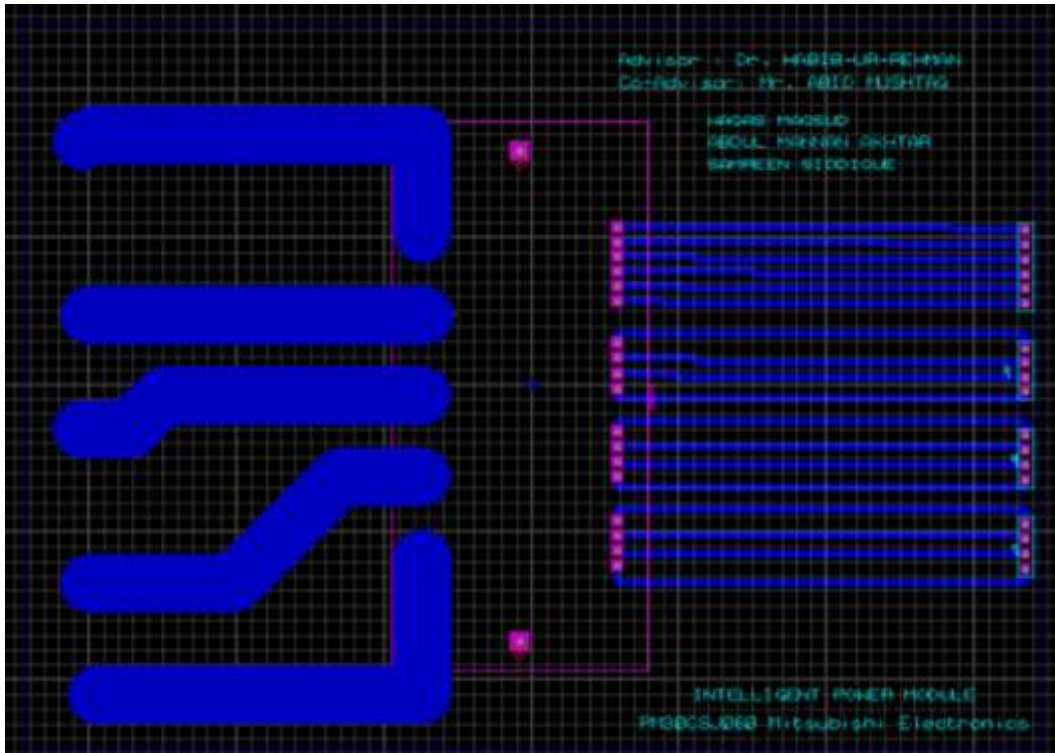 Advisor : Dr. HABIB-UR-REHMAN
Co-Advisor: Mr. ABID MUSHTAQ
WAQAS MAQSUD
ABDUL MANNAN AKHTAR
SAMREEN SIDDIQUE
INTELLIGENT POWER MODULE
PM30CSJ060 Mitsubishi Electronics